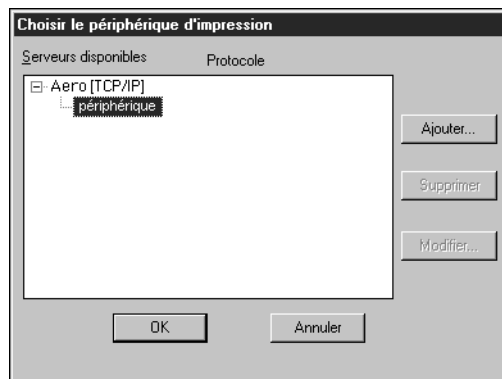 Choisir le périphérique d'impression
Serveurs disponibles Protocole
Aero [TCP/IP]
périphérique
Ajouter...
Supprimer
Modifier...
OK Annuler